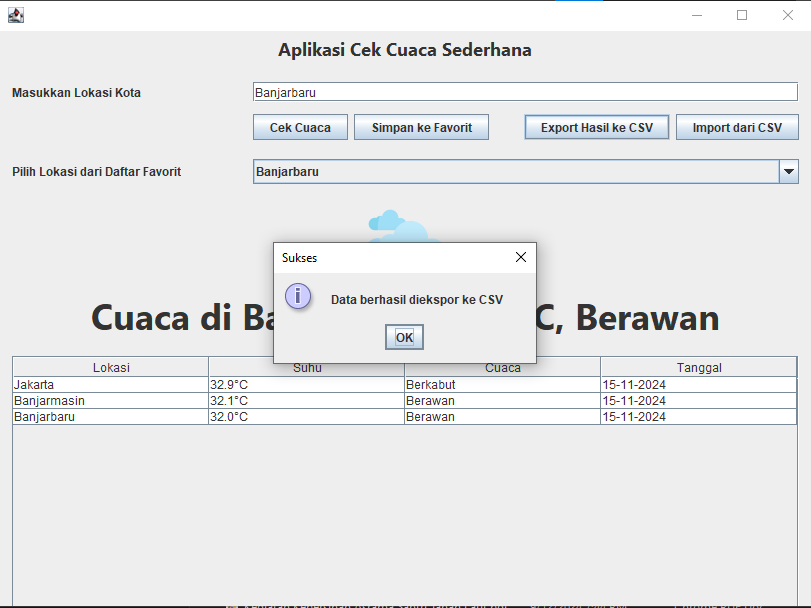 Aplikasi Cek Cuaca Sederhana
Masukkan Lokasi Kota
Banjarbaru
Cek Cuaca
Simpan ke Favorit
Export Hasil ke CSV
Import dari CSV
Pilih Lokasi dari Daftar Favorit
Banjarbaru
Sukses
i
Data berhasil diekspor ke CSV
OK
Cuaca di Ba C, Berawan
Lokasi Suhu Cuaca Tanggal
Jakarta 32.9°C Berkabut 15-11-2024
Banjarmasin 32.1°C Berawan 15-11-2024
Banjarbaru 32.0°C Berawan 15-11-2024